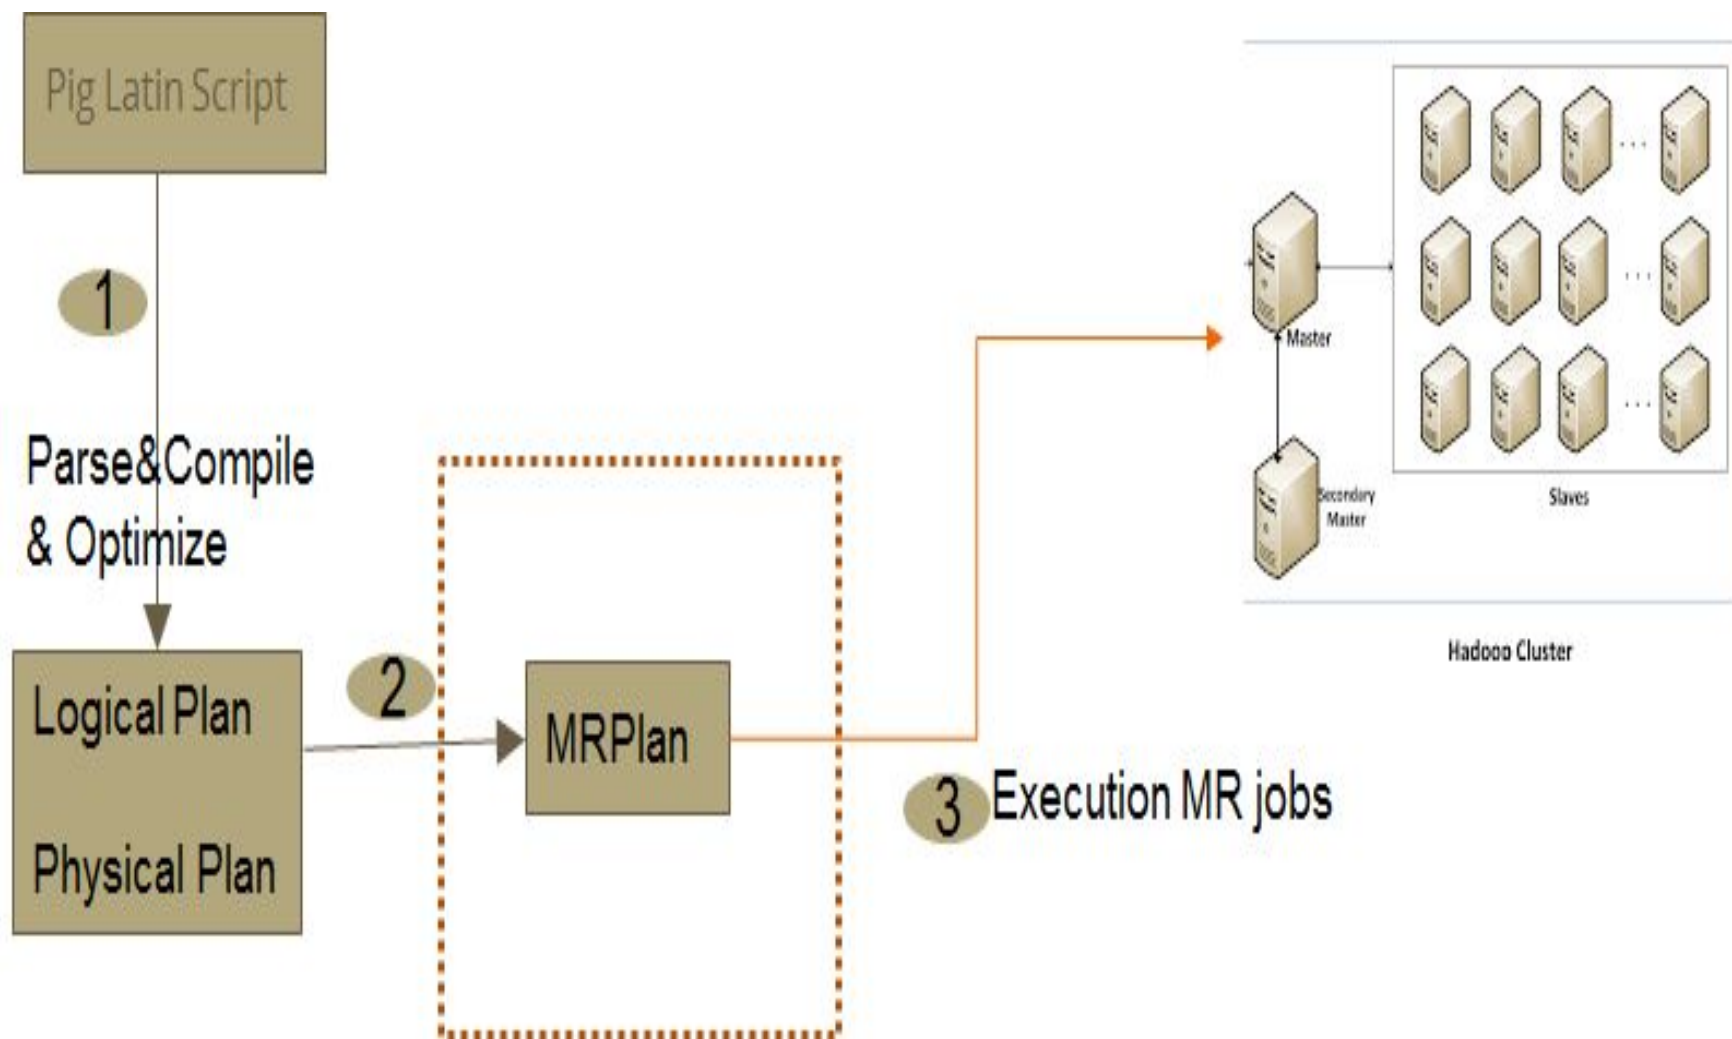 Pig Latin Script
1
Parse&Compile
& Optimize
Logical Plan
Physical Plan
2
MRPlan
3
Execution MR jobs
Master
Secondary
Master
Slaves
Hadooo Cluster